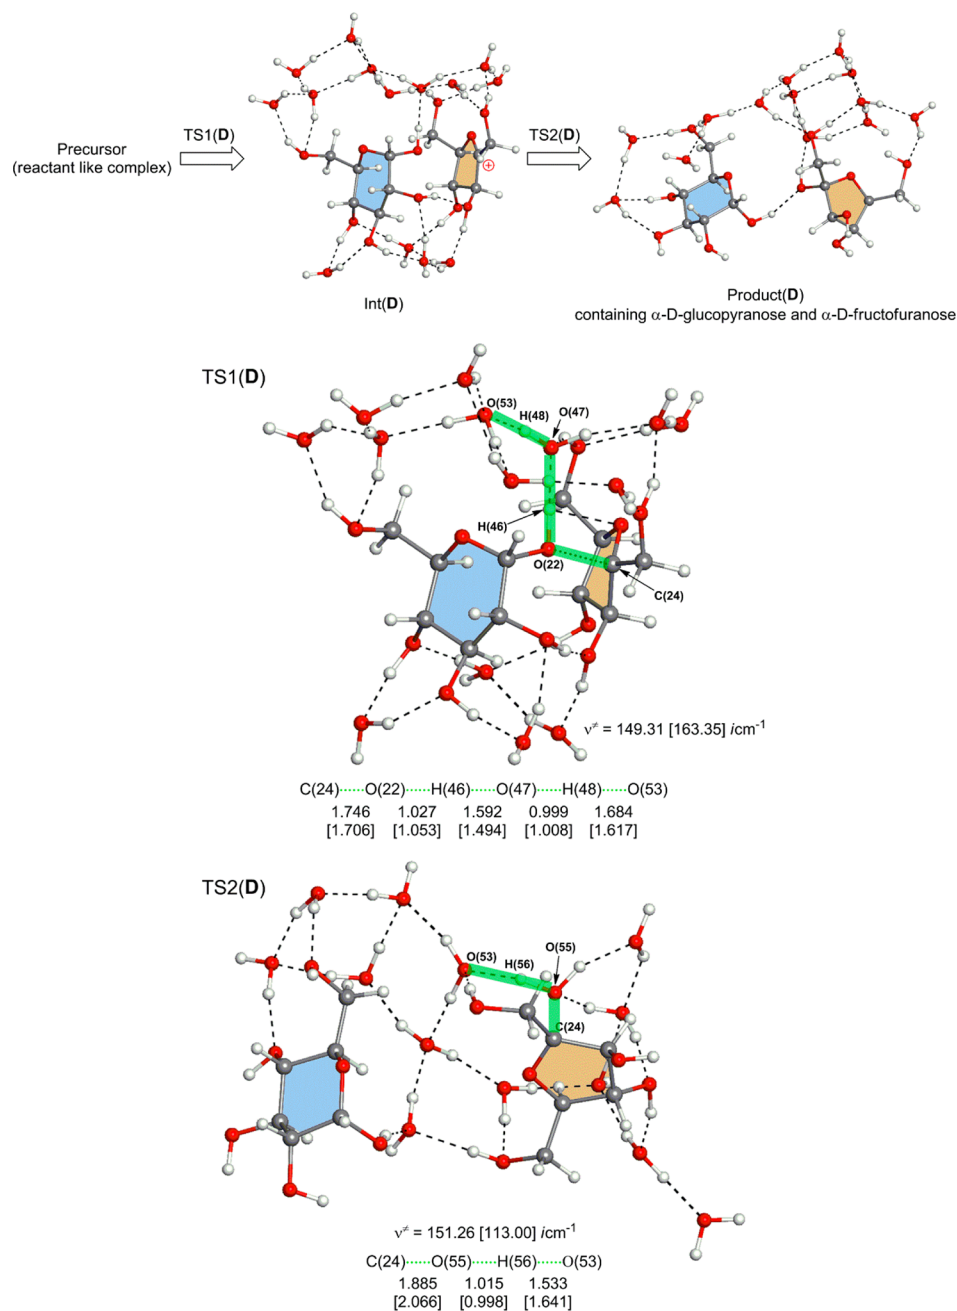 Precursor
(reactant like complex)
TS1(D)
TS2(D)
Int(D)
Product(D)
containing α-D-glucopyranose and α-D-fructofuranose
TS1(D)
O(53)
H(48)
O(47)
H(46)
O(22)
C(24)
ν≠ = 149.31 [163.35] icm-1
C(24)······O(22)······H(46)······O(47)······H(48)······O(53)
1.746 1.027 1.592 0.999 1.684
[1.706] [1.053] [1.494] [1.008] [1.617]
TS2(D)
O(53)
H(56)
O(55)
C(24)
ν≠ = 151.26 [113.00] icm-1
C(24)······O(55)······H(56)······O(53)
1.885 1.015 1.533
[2.066] [0.998] [1.641]